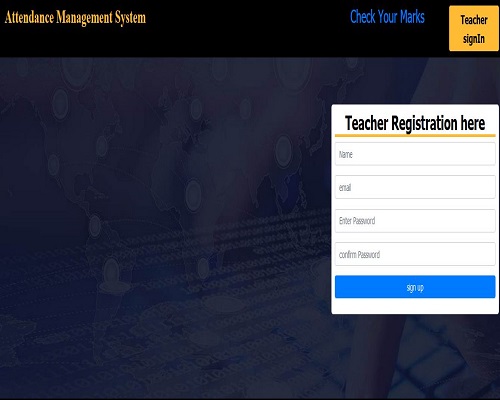 Attendance Management System
Check Your Marks
Teacher
signIn
Teacher Registration here
Name
email
Enter Password
confirm Password
sign up